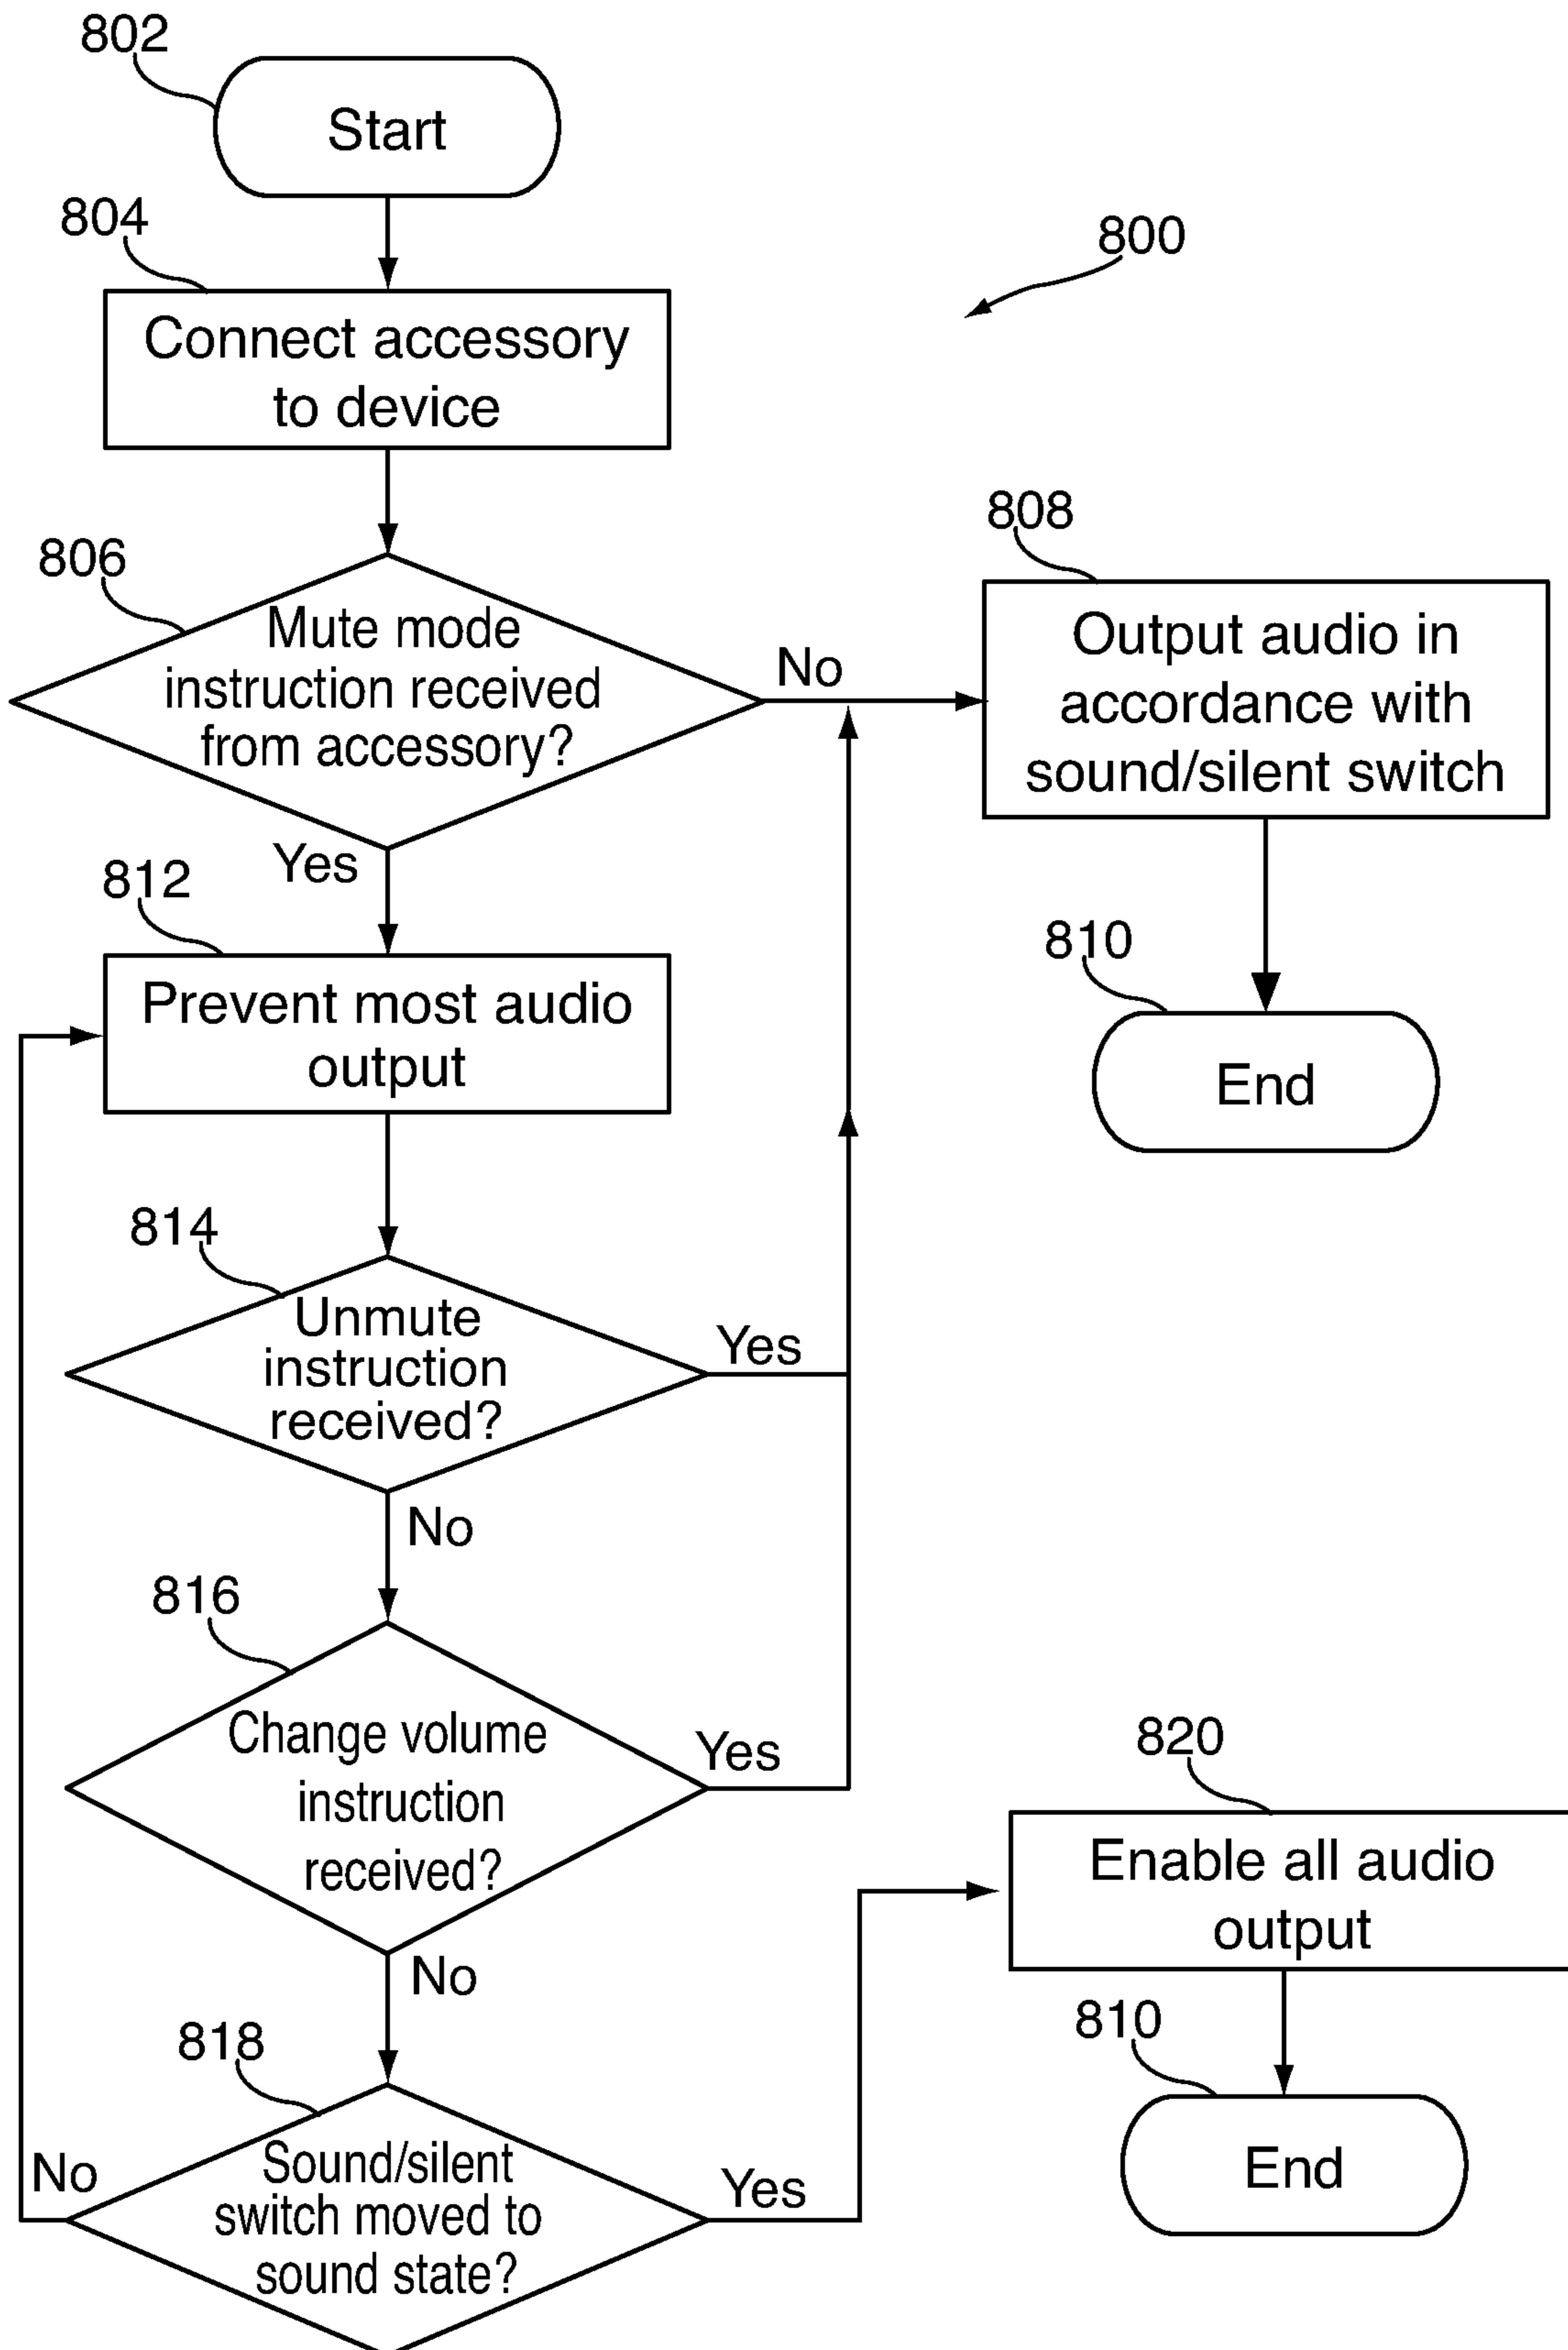 802
Start
804
Connect accessory
to device
800
806
Mute mode
instruction received
from accessory?
No
808
Output audio in
accordance with
sound/silent switch
810
End
Yes
812
Prevent most audio
output
814
Unmute
instruction
received?
Yes
No
816
Change volume
instruction
received?
Yes
No
818
Sound/silent
switch moved to
sound state?
No
Yes
820
Enable all audio
output
810
End